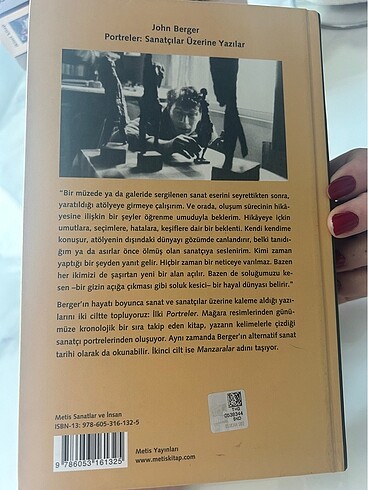 John Berger
Portreler: Sanatçılar Üzerine Yazılar
"Bir müzede ya da galeride sergilenen sanat eserini seyrettikten sonra,
yaratıldığı atölyeye girmeye çalışırım. Ve orada, oluşum sürecinin hikâ-
yesine ilişkin bir şeyler öğrenme umuduyla beklerim. Hikâyeye içkin
umutlara, seçimlere, hatalara, keşiflere dair bir beklenti. Kendi kendime
konuşur, atölyenin dışındaki dünyayı gözümde canlandırır, belki tanıdı-
ğım ya da asırlar önce ölmüş olan sanatçıya seslenirim. Kimi zaman
yaptığı bir şeyden yanıt gelir. Hiçbir zaman bir neticeye varılmaz. Bazen
her ikimizi de şaşırtan yeni bir alan açılır. Bazen de soluğumuzu ke-
sen –bir gizin açığa çıkması gibi soluk kesici– bir hayal dünyası belirir."
Berger'ın hayatı boyunca sanat ve sanatçılar üzerine kaleme aldığı yazı-
larını iki ciltte topluyoruz: İlki Portreler. Mağara resimlerinden günü-
müze kronolojik bir sıra takip eden kitap, yazarın kelimelerle çizdiği
sanatçı portrelerinden oluşuyor. Aynı zamanda Berger'ın alternatif sanat
tarihi olarak da okunabilir. İkinci cilt ise Manzaralar adını taşıyor.
Metis Sanatlar ve İnsan
ISBN-13: 978-605-316-132-5
9 786053 161325
Metis Yayınları
www.metiskitap.com